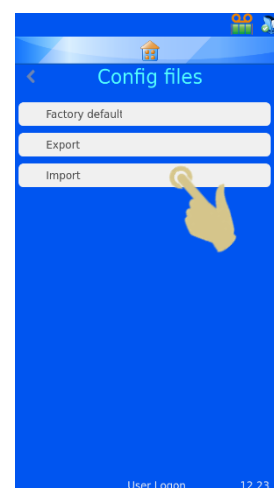 Config files
Factory default
Export
Import
User Logon 12.23